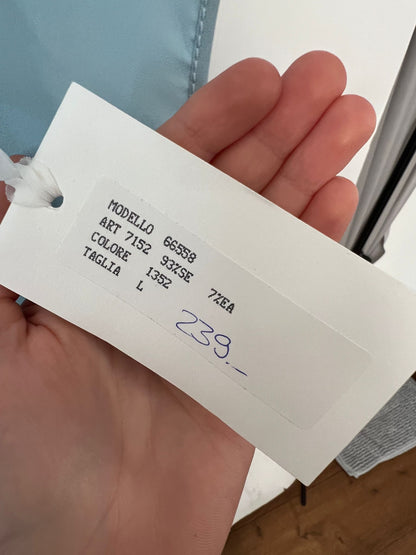 MODELLO 66558
ART 7152 93%SE 7%EA
COLORE 1352
TAGLIA L
239.-